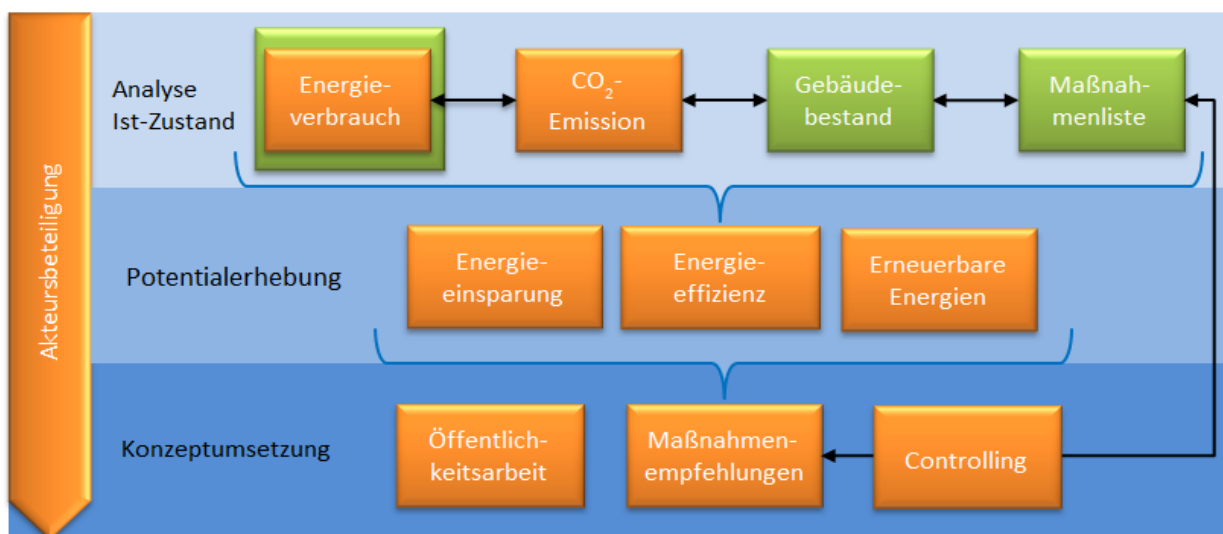 Akteursbeteiligung
Analyse
Ist-Zustand
Energie-
verbrauch
CO₂-
Emission
Gebäude-
bestand
Maßnah-
menliste
Potentialerhebung
Energie-
einsparung
Energie-
effizienz
Erneuerbare
Energien
Konzeptumsetzung
Öffentlich-
keitsarbeit
Maßnahmen-
empfehlungen
Controlling